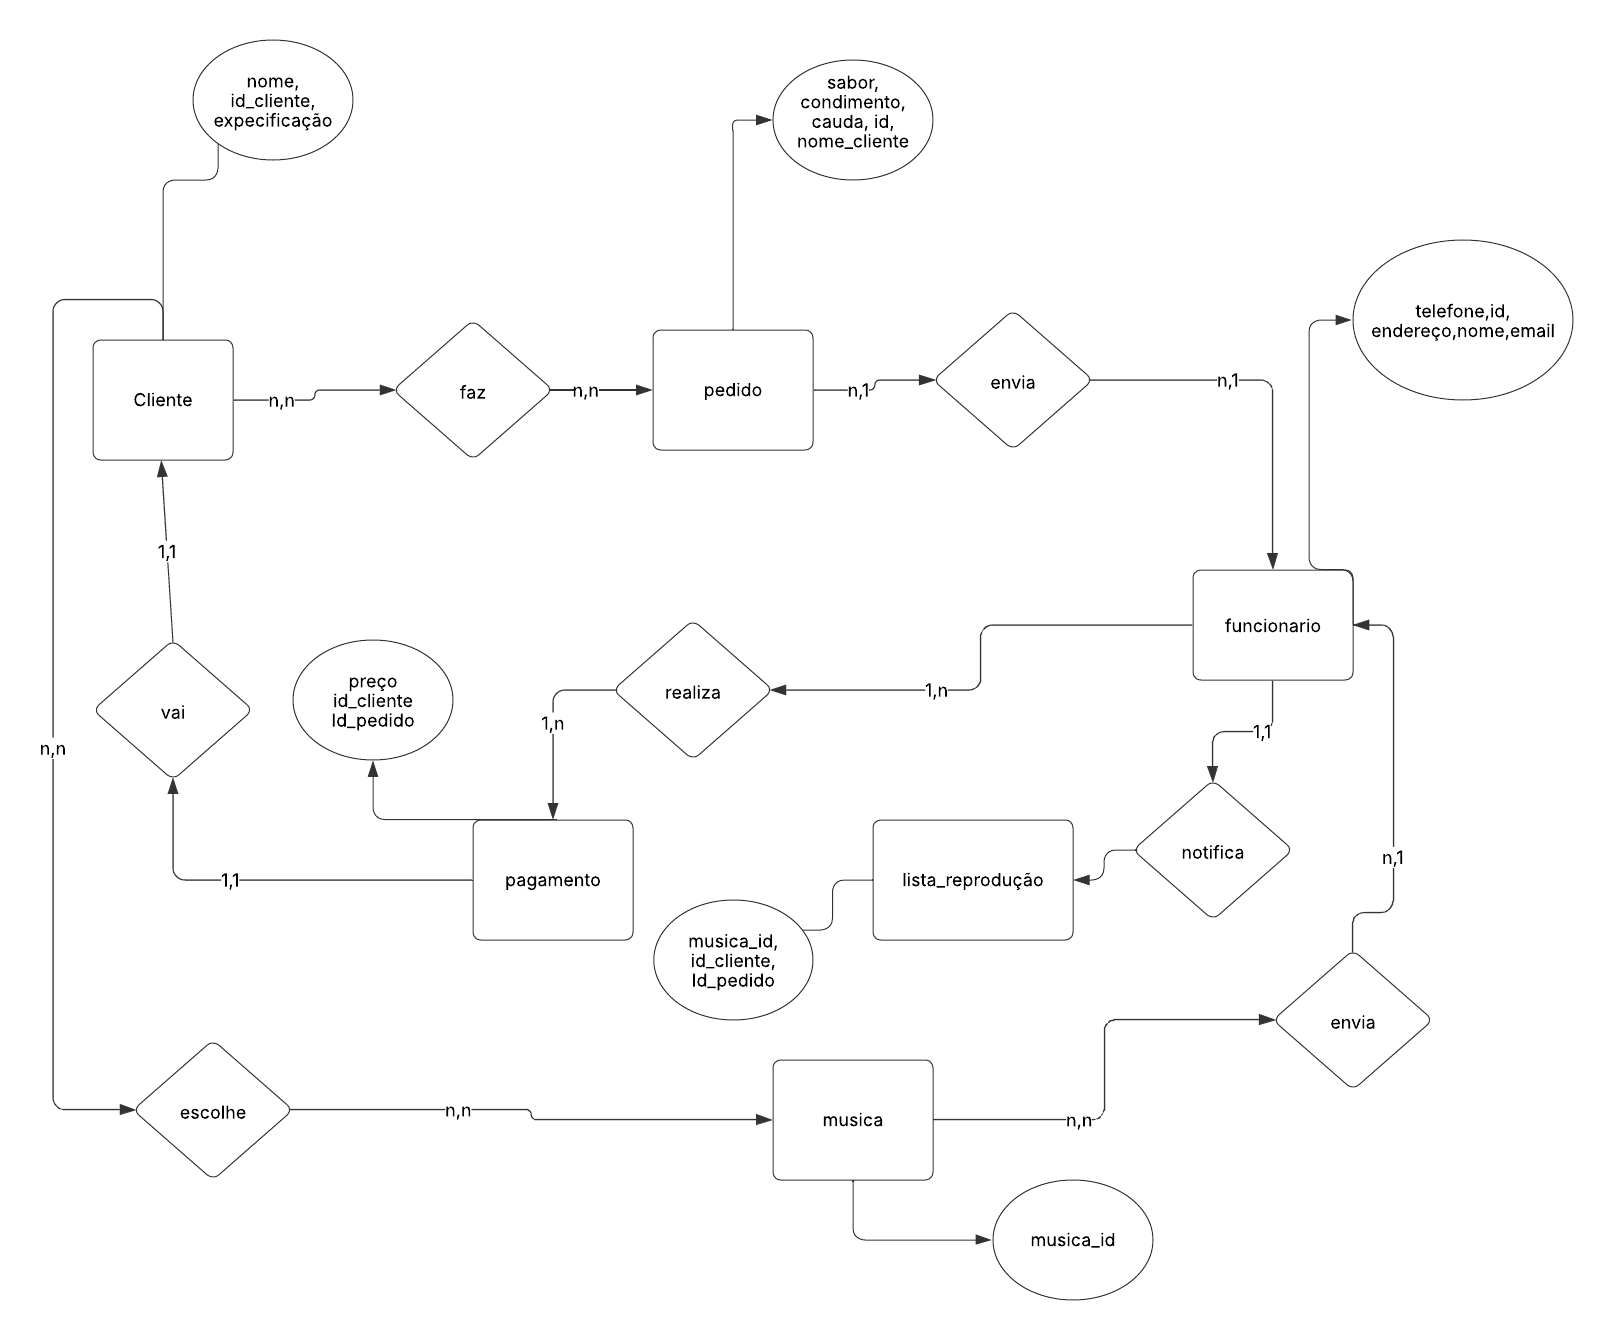 nome,
id_cliente,
expecificação
sabor,
condimento,
cauda, id,
nome_cliente
telefone,id,
endereço,nome,email
Cliente
n,n
faz
n,n
pedido
n,1
envia
n,1
1,1
funcionario
vai
preço
id_cliente
Id_pedido
1,n
realiza
1,n
1,1
n,n
1,1
pagamento
lista_reprodução
notifica
n,1
musica_id,
id_cliente,
Id_pedido
envia
escolhe
n,n
musica
n,n
musica_id